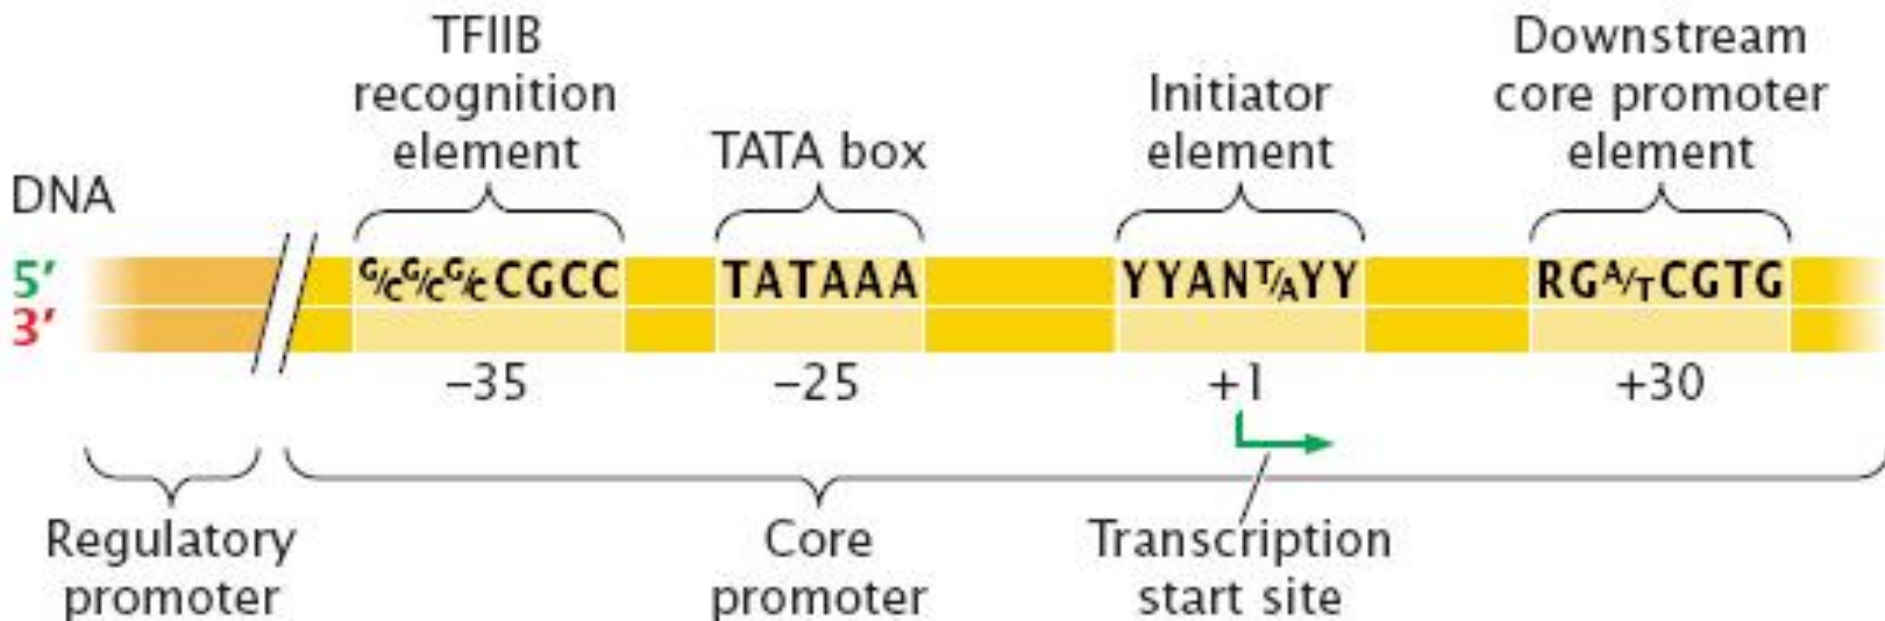 TFIIB
recognition
element
TATA box
Initiator
element
Downstream
core promoter
element
DNA
5′
3′
G/CG/CG/CCGCC
TATAAA
YYANT/AYY
RGA/TCGTG
–35
–25
+1
+30
Regulatory
promoter
Core
promoter
Transcription
start site